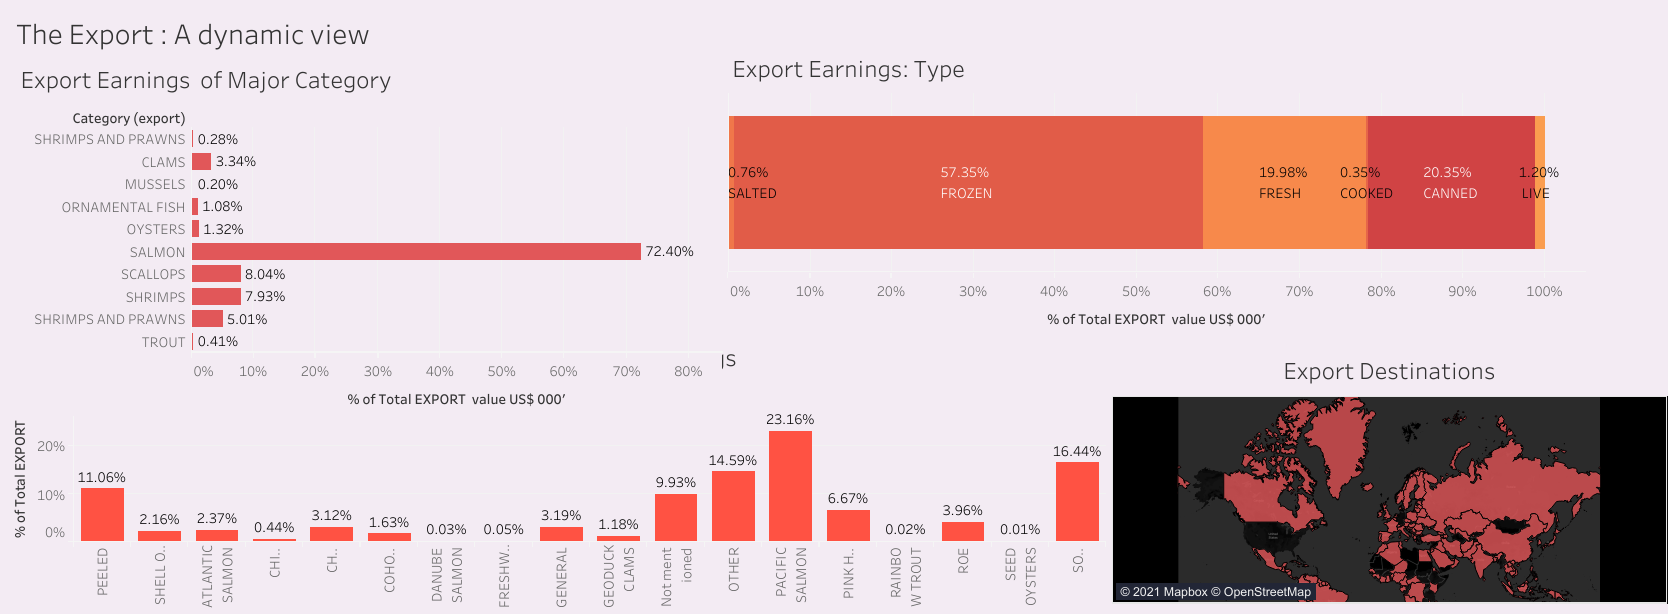 The Export : A dynamic view
Export Earnings of Major Category
Category (export)
SHRIMPS AND PRAWNS 0.28%
CLAMS 3.34%
MUSSELS 0.20%
ORNAMENTAL FISH 1.08%
OYSTERS 1.32%
SALMON 72.40%
SCALLOPS 8.04%
SHRIMPS 7.93%
SHRIMPS AND PRAWNS 5.01%
TROUT 0.41%
0% 10% 20% 30% 40% 50% 60% 70% 80%
% of Total EXPORT value US$ 000'
Export Earnings: Type
0.76% 57.35% 19.98% 0.35% 20.35% 1.20%
SALTED FROZEN FRESH COOKED CANNED LIVE
0% 10% 20% 30% 40% 50% 60% 70% 80% 90% 100%
% of Total EXPORT value US$ 000'
% of Total EXPORT
20%
10%
0%
11.06% 2.16% 2.37% 0.44% 3.12% 1.63% 0.03% 0.05% 3.19% 1.18% 9.93% 14.59% 23.16% 6.67% 0.02% 3.96% 0.01% 16.44%
PEELED
SHELL O..
ATLANTIC
SALMON
CHI..
CH..
COHO..
DANUBE
SALMON
FRESHW..
GENERAL
GEODUCK
CLAMS
Not ment
ioned
OTHER
PACIFIC
SALMON
PINK H..
RAINBO
W TROUT
ROE
SEED
OYSTERS
SO..
Export Destinations
© 2021 Mapbox © OpenStreetMap